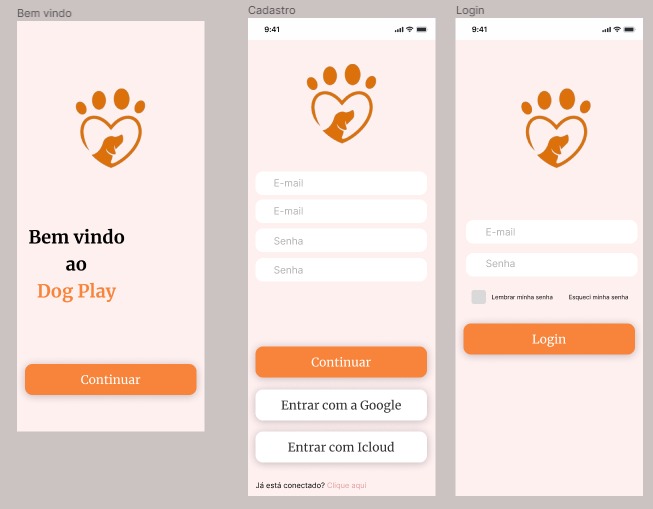 Bem vindo
Bem vindo
ao
Dog Play
Continuar
Cadastro
9:41
E-mail
E-mail
Senha
Senha
Continuar
Entrar com a Google
Entrar com Icloud
Já está conectado? Clique aqui
Login
9:41
E-mail
Senha
Lembrar minha senha
Esqueci minha senha
Login